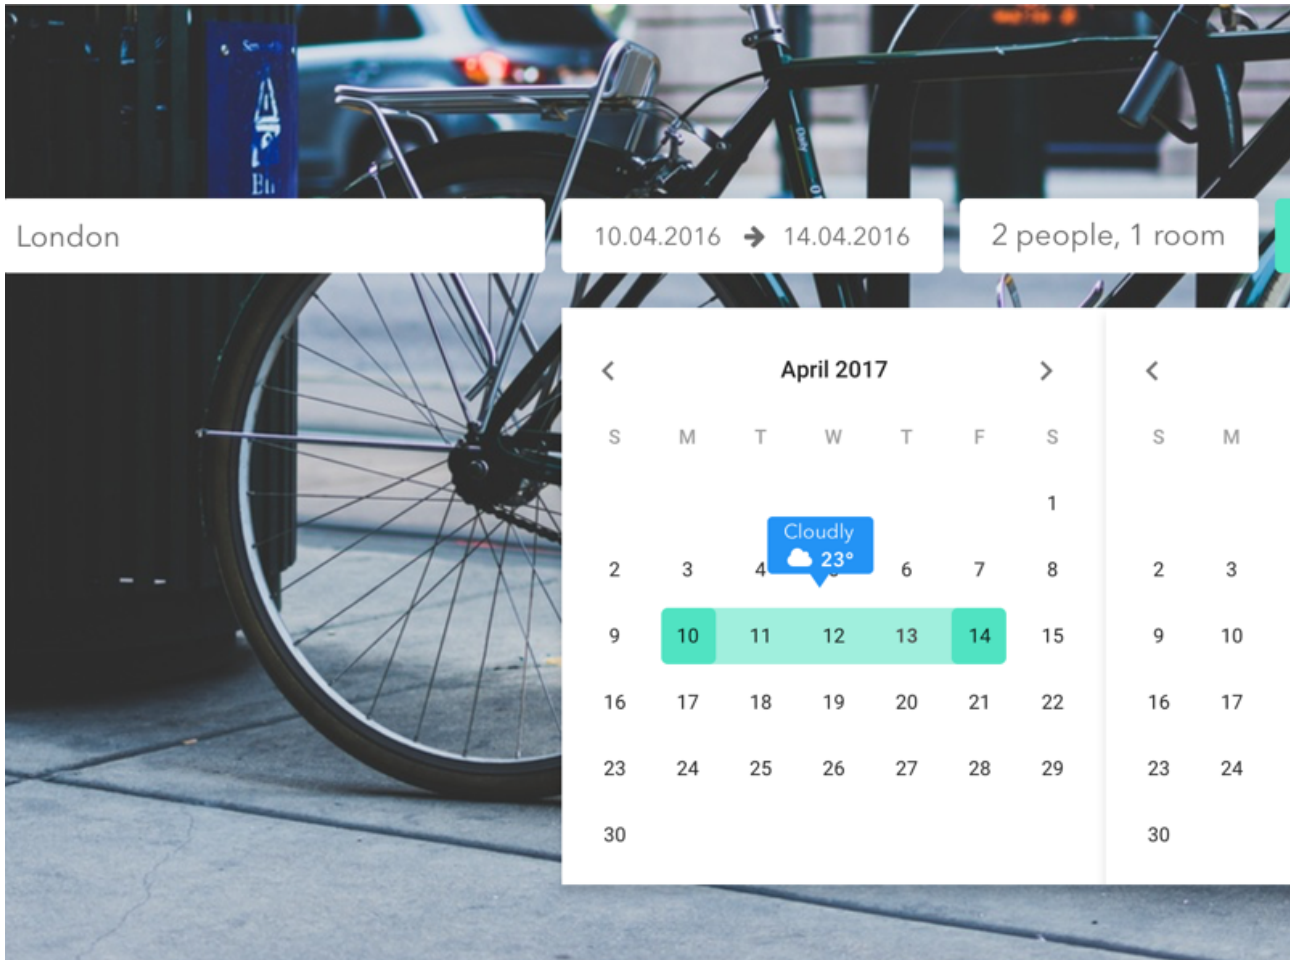 London
10.04.2016 → 14.04.2016
2 people, 1 room
April 2017
S M T W T F S
1
Cloudly
23°
2 3 4 6 7 8
9 10 11 12 13 14 15
16 17 18 19 20 21 22
23 24 25 26 27 28 29
30
S M
2 3
9 10
16 17
23 24
30
Daily